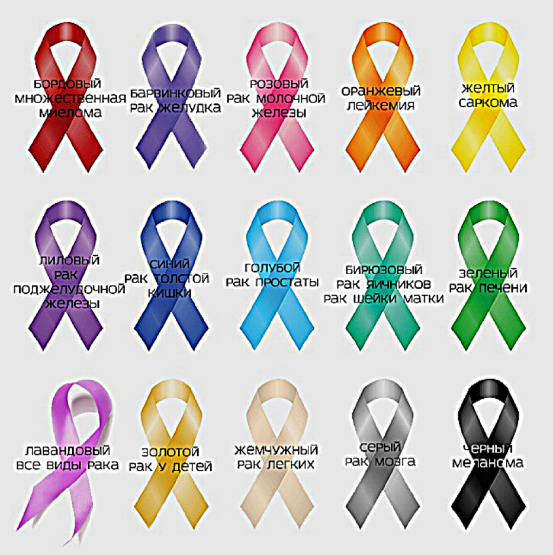 БОРДОВЫЙ
МНОЖЕСТВЕННАЯ
МИЕЛОМА
БАРВИНКОВЫЙ
РАК ЖЕЛУДКА
РОЗОВЫЙ
РАК МОЛОЧНОЙ
ЖЕЛЕЗЫ
ОРАНЖЕВЫЙ
ЛЕЙКЕМИЯ
ЖЕЛТЫЙ
САРКОМА
ЛИЛОВЫЙ
РАК
ПОДЖЕЛУДОЧНОЙ
ЖЕЛЕЗЫ
СИНИЙ
РАК ТОЛСТОЙ
КИШКИ
ГОЛУБОЙ
РАК ПРОСТАТЫ
БИРЮЗОВЫЙ
РАК ЯИЧНИКОВ
РАК ШЕЙКИ МАТКИ
ЗЕЛЕНЫЙ
РАК ПЕЧЕНИ
ЛАВАНДОВЫЙ
ВСЕ ВИДЫ РАКА
ЗОЛОТОЙ
РАК У ДЕТЕЙ
ЖЕМЧУЖНЫЙ
РАК ЛЕГКИХ
СЕРЫЙ
РАК МОЗГА
ЧЕРНЫЙ
МЕЛАНОМА